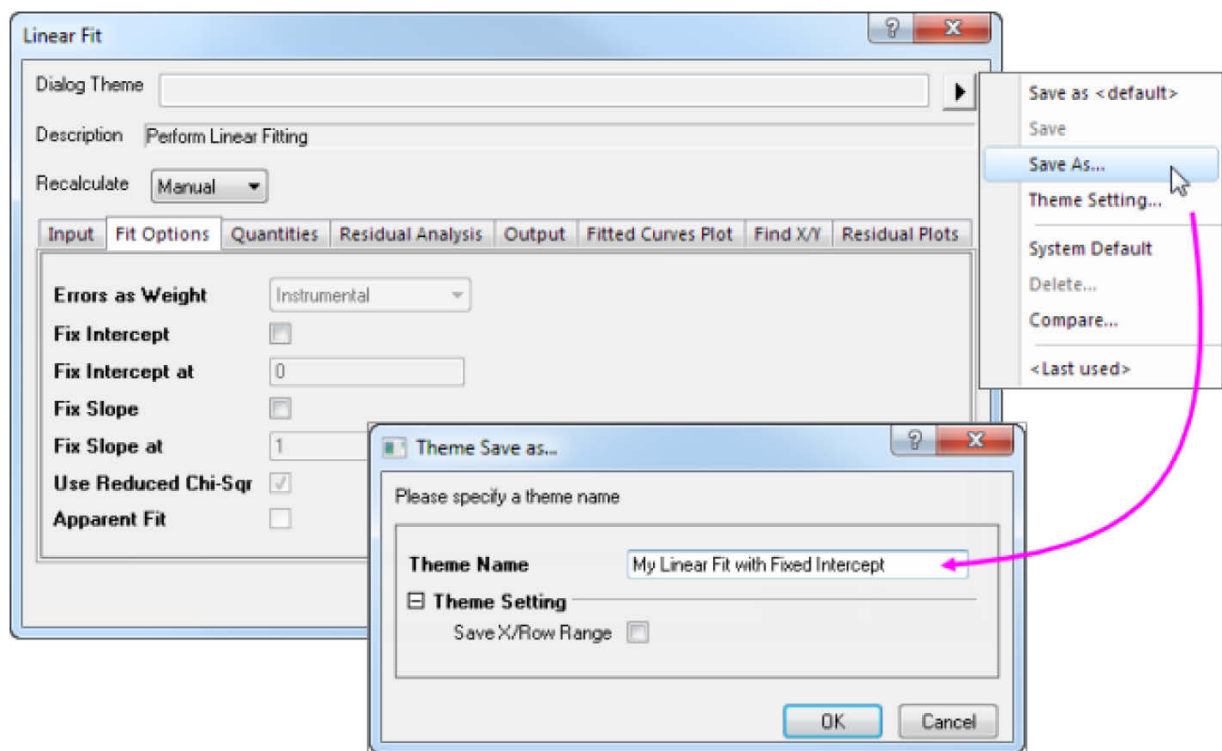 Linear Fit
Dialog Theme
Description Perform Linear Fitting
Recalculate Manual
Input Fit Options Quantities Residual Analysis Output Fitted Curves Plot Find X/Y Residual Plots
Errors as Weight Instrumental
Fix Intercept
Fix Intercept at 0
Fix Slope
Fix Slope at 1
Use Reduced Chi-Sqr
Apparent Fit
Save as <default>
Save
Save As...
Theme Setting...
System Default
Delete...
Compare...
<Last used>
Theme Save as...
Please specify a theme name
Theme Name My Linear Fit with Fixed Intercept
Theme Setting
Save X/Row Range
OK Cancel